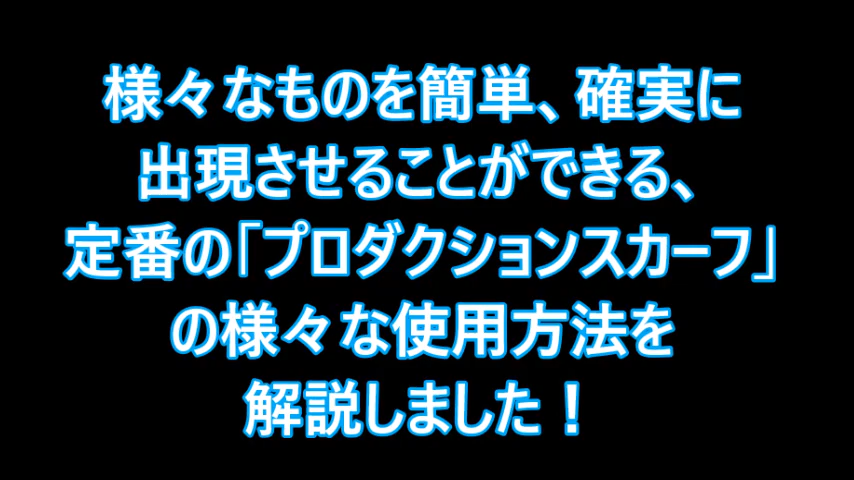 様々なものを簡単、確実に
出現させることができる、
定番の「プロダクションスカーフ」
の様々な使用方法を
解説しました！